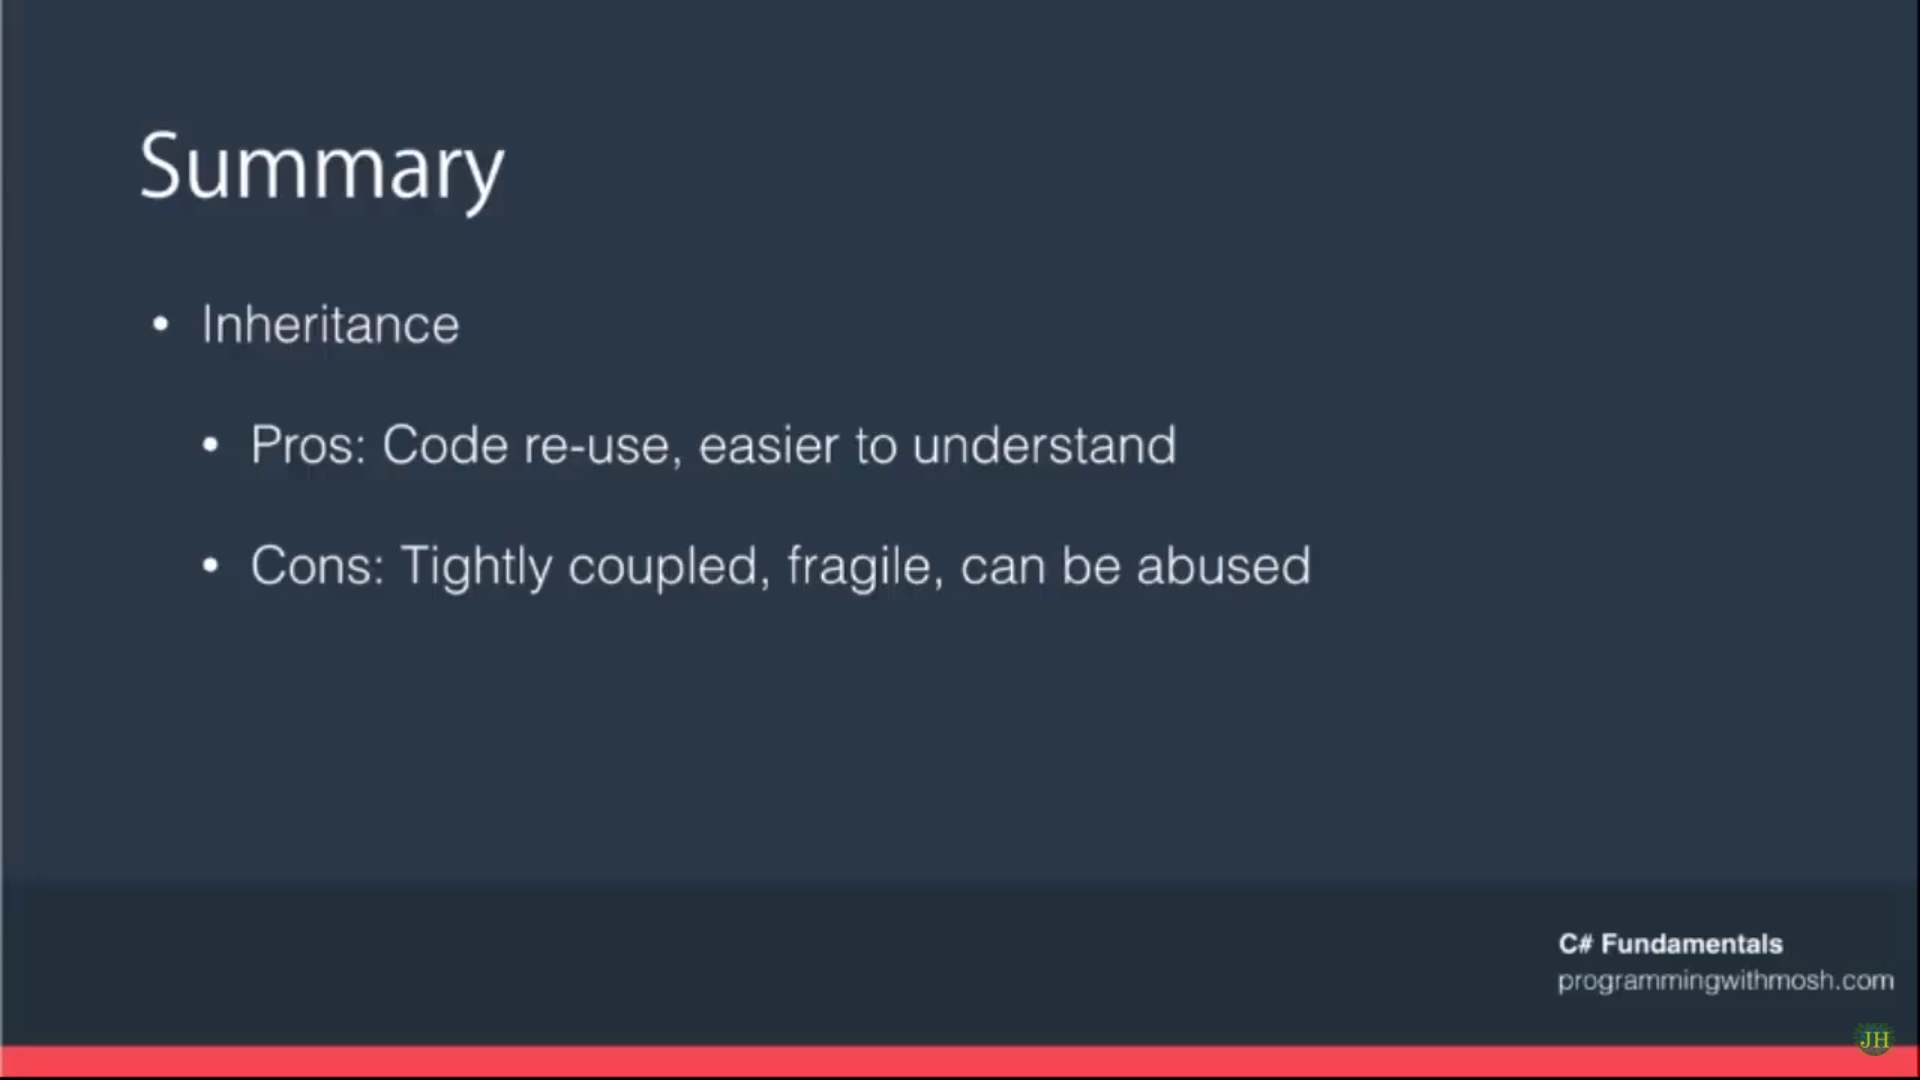 Summary
• Inheritance
• Pros: Code re-use, easier to understand
• Cons: Tightly coupled, fragile, can be abused
C# Fundamentals
programmingwithmosh.com
JH